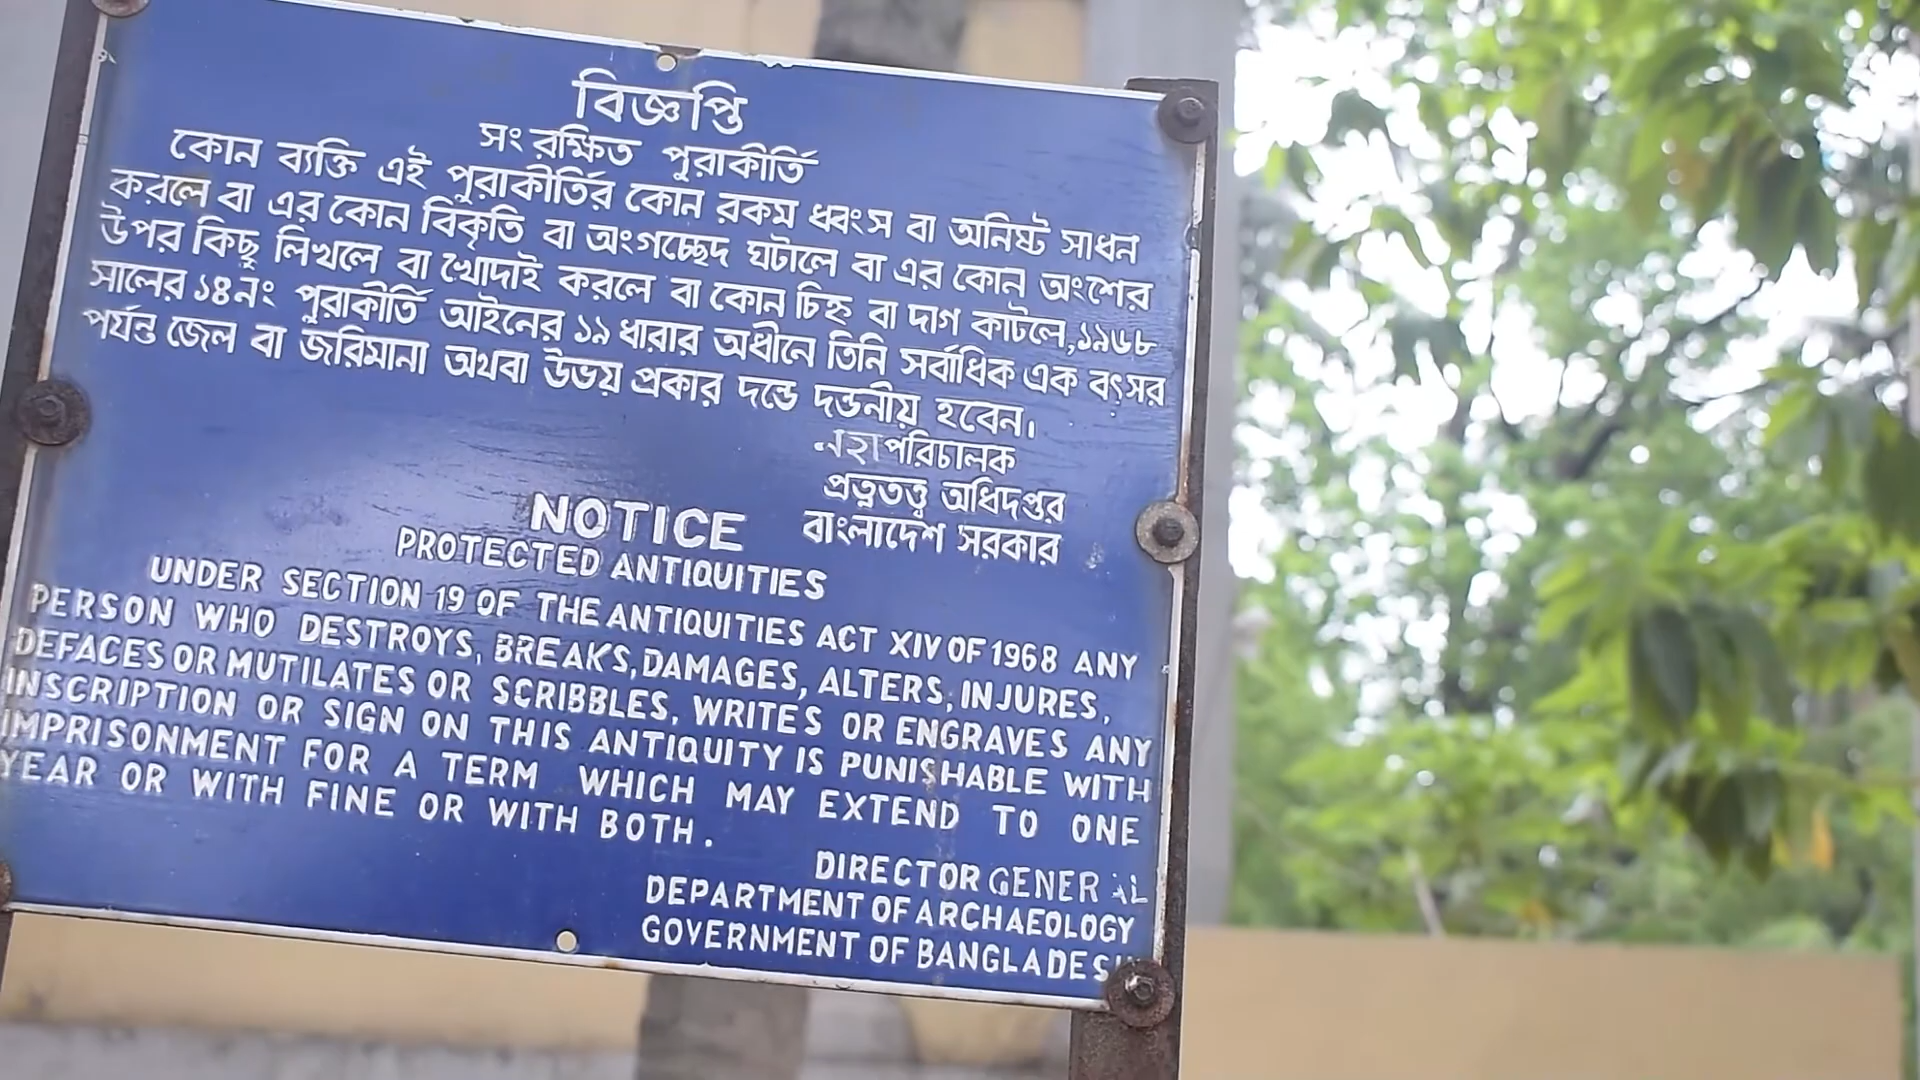 বিজ্ঞপ্তি
সংরক্ষিত পুরাকীর্তি
কোন ব্যক্তি এই পুরাকীর্তির কোন রকম ধ্বংস বা অনিষ্ট সাধন
করলে বা এর কোন বিকৃতি বা অংগচ্ছেদ ঘটালে বা এর কোন অংশের
উপর কিছু লিখলে বা খোদাই করলে বা কোন চিহ্ন বা দাগ কাটলে,১৯৬৮
সালের ১৪নং পুরাকীর্তি আইনের ১৯ ধারার অধীনে তিনি সর্বাধিক এক বৎসর
পর্যন্ত জেল বা জরিমানা অথবা উভয় প্রকার দন্ডে দন্ডনীয় হবেন।
মহাপরিচালক
প্রত্নতত্ত্ব অধিদপ্তর
বাংলাদেশ সরকার
NOTICE
PROTECTED ANTIQUITIES
UNDER SECTION 19 OF THE ANTIQUITIES ACT XIV OF 1968 ANY
PERSON WHO DESTROYS, BREAKS, DAMAGES, ALTERS, INJURES,
DEFACES OR MUTILATES OR SCRIBBLES, WRITES OR ENGRAVES ANY
INSCRIPTION OR SIGN ON THIS ANTIQUITY IS PUNISHABLE WITH
IMPRISONMENT FOR A TERM WHICH MAY EXTEND TO ONE
YEAR OR WITH FINE OR WITH BOTH.
DIRECTOR GENERAL
DEPARTMENT OF ARCHAEOLOGY
GOVERNMENT OF BANGLADESH